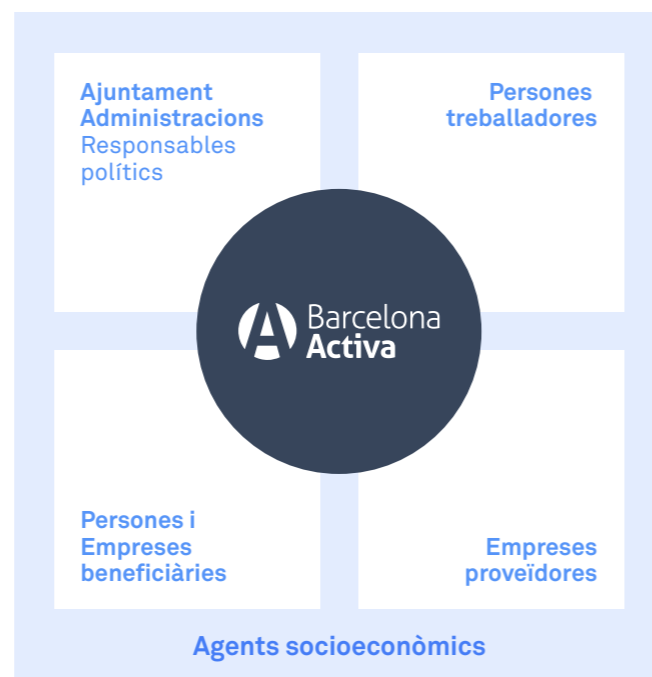 Ajuntament
Administracions
Responsables
polítics
Persones
treballadores
Barcelona
Activa
Persones i
Empreses
beneficiàries
Empreses
proveïdores
Agents socioeconòmics